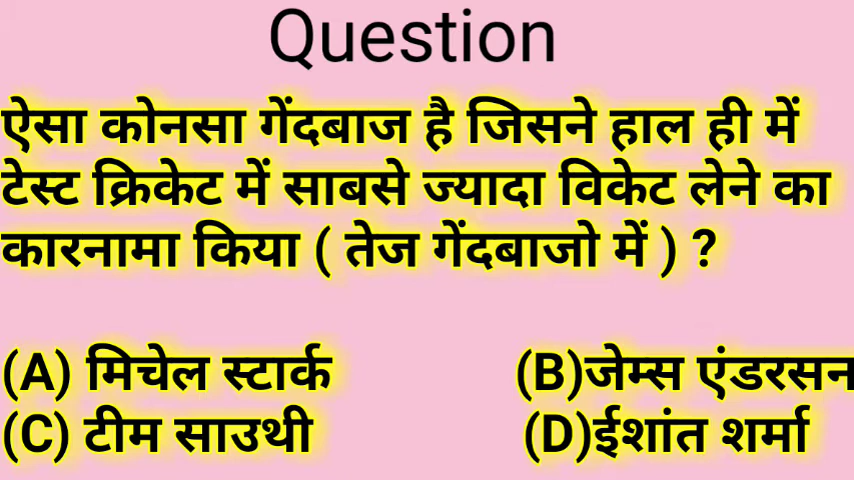 Question
ऐसा कोनसा गेंदबाज है जिसने हाल ही में
टेस्ट क्रिकेट में साबसे ज्यादा विकेट लेने का
कारनामा किया ( तेज गेंदबाजो में ) ?
(A) मिचेल स्टार्क (B)जेम्स एंडरसन
(C) टीम साउथी (D)ईशांत शर्मा